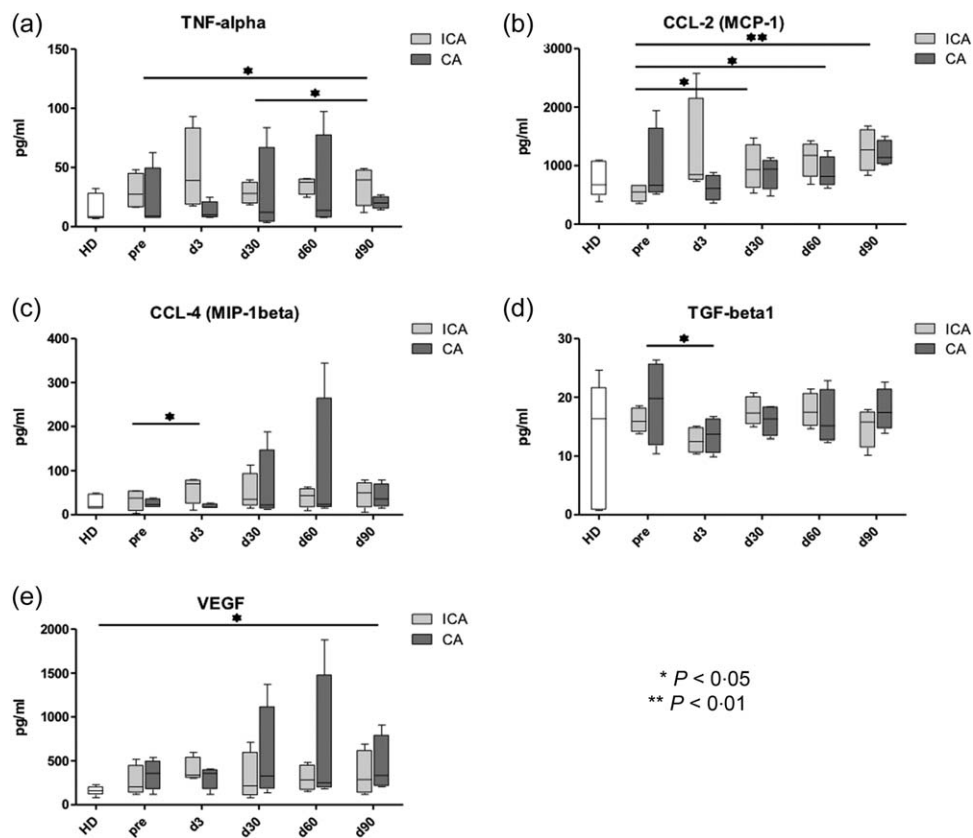 (a)
TNF-alpha
ICA
CA
*
*
150
100
50
0
pg/ml
HD
pre
d3
d30
d60
d90
(b)
CCL-2 (MCP-1)
ICA
CA
**
*
*
3000
2000
1000
0
pg/ml
HD
pre
d3
d30
d60
d90
(c)
CCL-4 (MIP-1beta)
ICA
CA
*
400
300
200
100
0
pg/ml
HD
pre
d3
d30
d60
d90
(d)
TGF-beta1
ICA
CA
*
30
20
10
0
pg/ml
HD
pre
d3
d30
d60
d90
(e)
VEGF
ICA
CA
*
2000
1500
1000
500
0
pg/ml
HD
pre
d3
d30
d60
d90
* P < 0·05
** P < 0·01